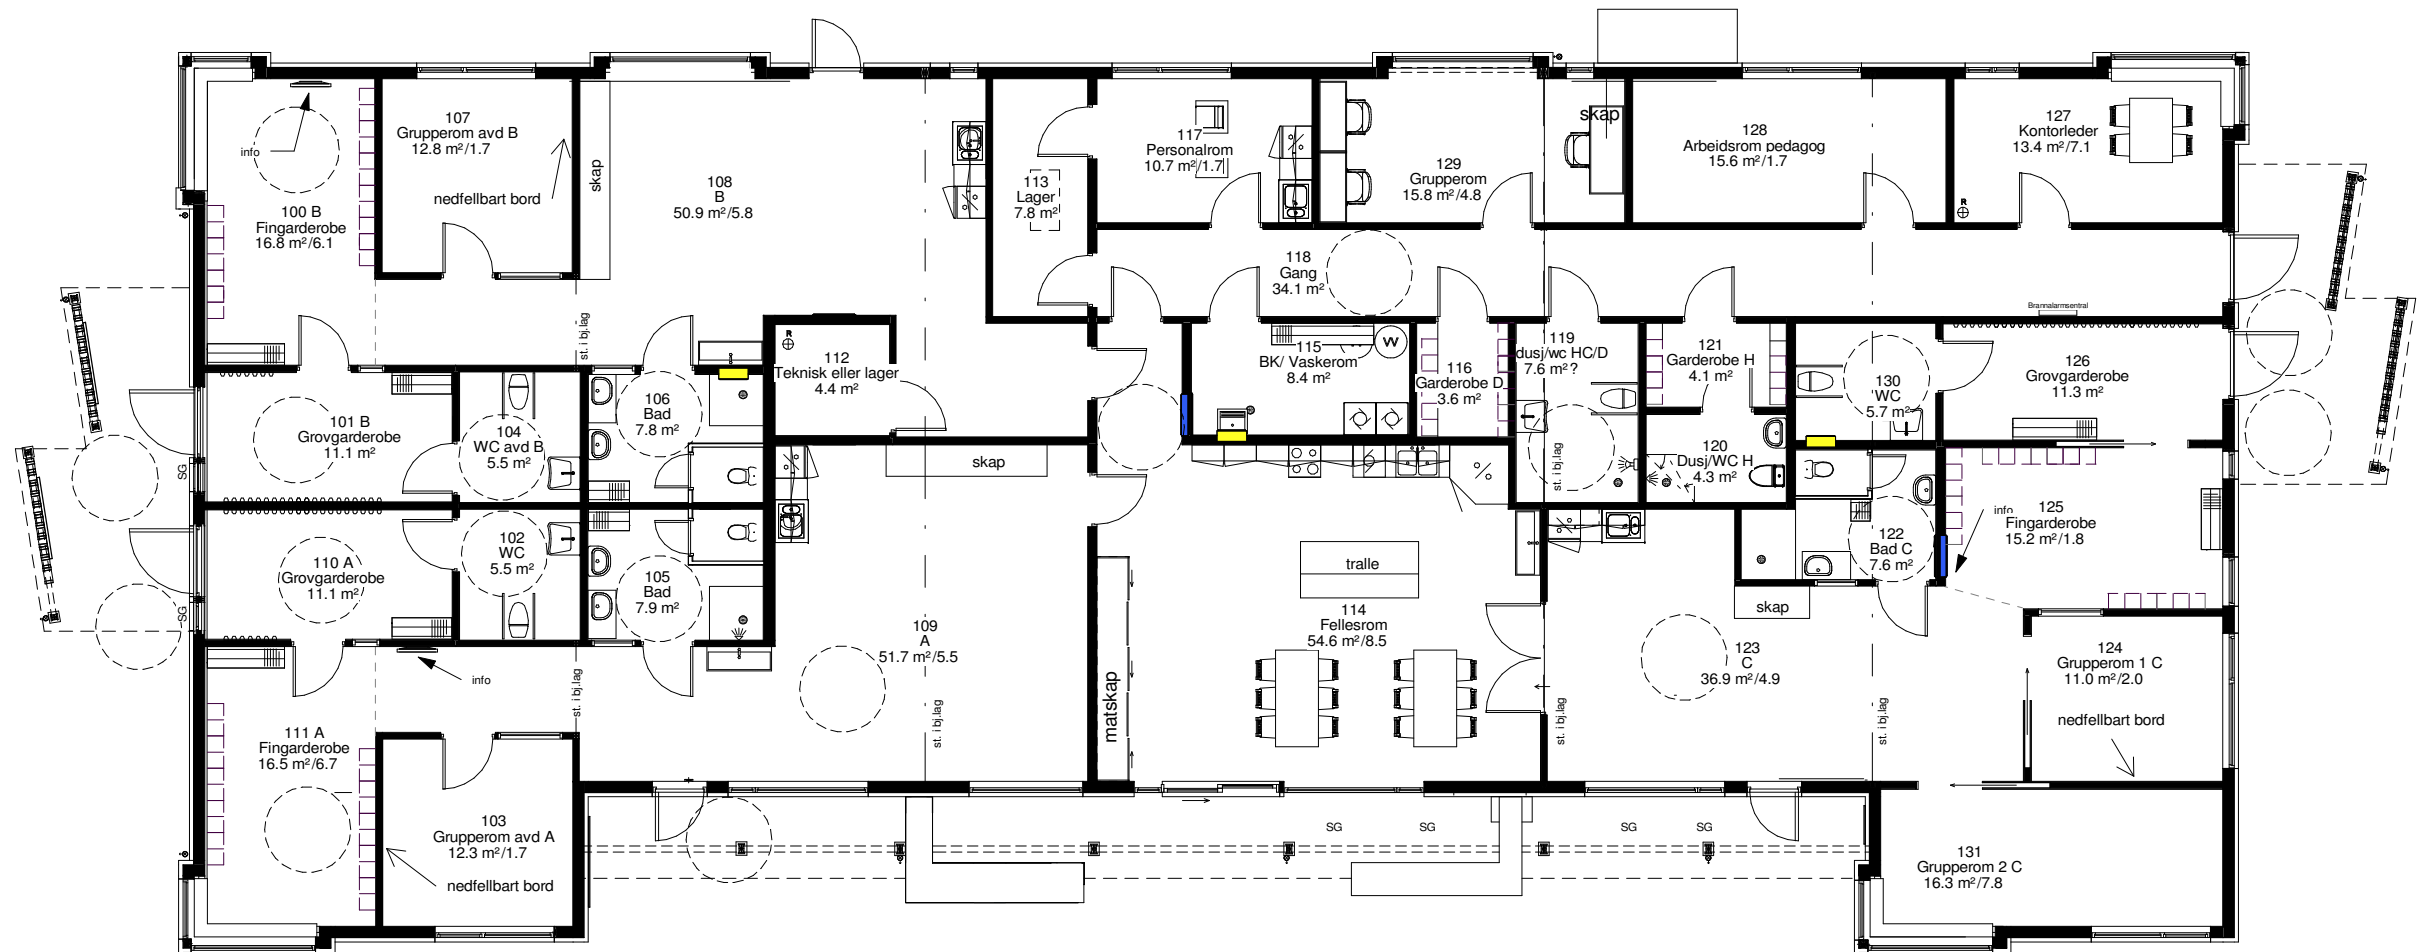 107
Grupperom avd B
12.8 m²/1.7
nedfellbart bord
info
100 B
Fingarderobe
16.8 m²/6.1
skap
108
B
50.9 m²/5.8
113
Lager
7.8 m²
117
Personalrom
10.7 m²/1.7
129
Grupperom
15.8 m²/4.8
skap
128
Arbeidsrom pedagog
15.6 m²/1.7
127
Kontorleder
13.4 m²/7.1
R
118
Gang
34.1 m²
Brannalarmsentral
st. i bj.lag
R
112
Teknisk eller lager
4.4 m²
115
BK/ Vaskerom
8.4 m²
W
116
Garderobe D
3.6 m²
119
dusj/wc HC/D
7.6 m²?
121
Garderobe H
4.1 m²
130
WC
5.7 m²
126
Grovgarderobe
11.3 m²
101 B
Grovgarderobe
11.1 m²
104
WC avd B
5.5 m²
106
Bad
7.8 m²
SG
skap
st. i bj.lag
120
Dusj/WC H
4.3 m²
125
Fingarderobe
15.2 m²/1.8
info
110 A
Grovgarderobe
11.1 m²
102
WC
5.5 m²
105
Bad
7.9 m²
SG
tralle
122
Bad C
7.6 m²
skap
114
Fellesrom
54.6 m²/8.5
109
A
51.7 m²/5.5
123
C
36.9 m²/4.9
124
Grupperom 1 C
11.0 m²/2.0
nedfellbart bord
info
st. i bj.lag
st. i bj.lag
matskap
st. i bj.lag
st. i bj.lag
111 A
Fingarderobe
16.5 m²/6.7
103
Grupperom avd A
12.3 m²/1.7
nedfellbart bord
SG
SG
SG
SG
131
Grupperom 2 C
16.3 m²/7.8